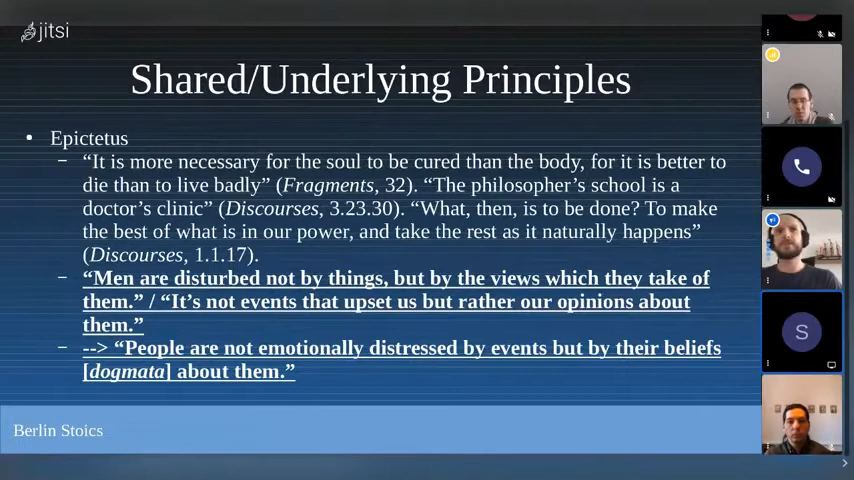 jitsi
Shared/Underlying Principles
• Epictetus
– “It is more necessary for the soul to be cured than the body, for it is better to
die than to live badly” (Fragments, 32). “The philosopher’s school is a
doctor’s clinic” (Discourses, 3.23.30). “What, then, is to be done? To make
the best of what is in our power, and take the rest as it naturally happens”
(Discourses, 1.1.17).
– “Men are disturbed not by things, but by the views which they take of
them.” / “It’s not events that upset us but rather our opinions about
them.”
– --> “People are not emotionally distressed by events but by their beliefs
[dogmata] about them.”
S
Berlin Stoics